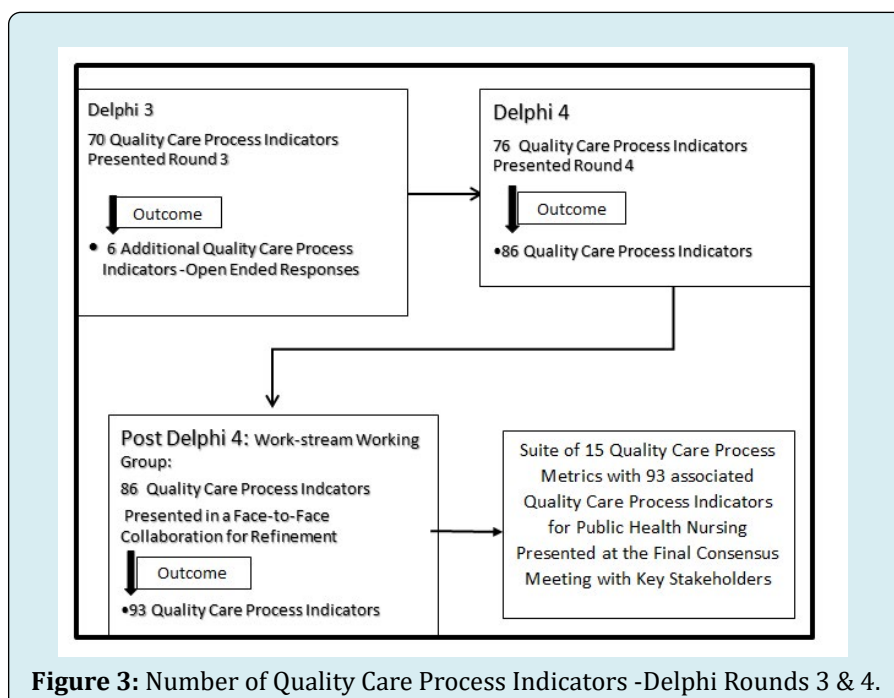 Delphi 3
70 Quality Care Process Indicators
Presented Round 3
Outcome
• 6 Additional Quality Care Process
Indicators -Open Ended Responses
Delphi 4
76 Quality Care Process Indicators
Presented Round 4
Outcome
•86 Quality Care Process Indicators
Post Delphi 4: Work-stream Working
Group:
86 Quality Care Process Indcators
Presented in a Face-to-Face
Collaboration for Refinement
Outcome
•93 Quality Care Process Indicators
Suite of 15 Quality Care Process
Metrics with 93 associated
Quality Care Process Indicators
for Public Health Nursing
Presented at the Final Consensus
Meeting with Key Stakeholders
Figure 3: Number of Quality Care Process Indicators -Delphi Rounds 3 & 4.